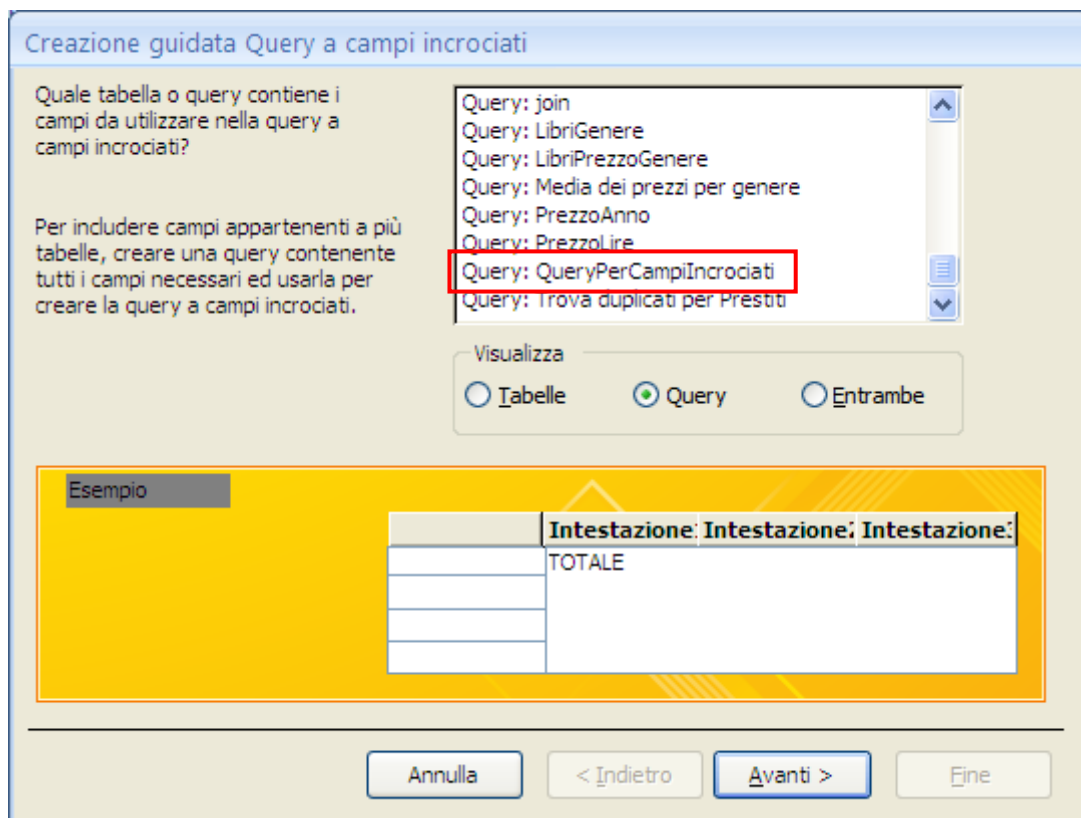 Creazione guidata Query a campi incrociati
Quale tabella o query contiene i
campi da utilizzare nella query a
campi incrociati?
Per includere campi appartenenti a più
tabelle, creare una query contenente
tutti i campi necessari ed usarla per
creare la query a campi incrociati.
Query: join
Query: LibriGenere
Query: LibriPrezzoGenere
Query: Media dei prezzi per genere
Query: PrezzoAnno
Query: PrezzoLire
Query: QueryPerCampiIncrociati
Query: Trova duplicati per Prestiti
Visualizza
Tabelle Query Entrambe
Esempio
Intestazione1 Intestazione2 Intestazione3
TOTALE
Annulla < Indietro Avanti > Fine